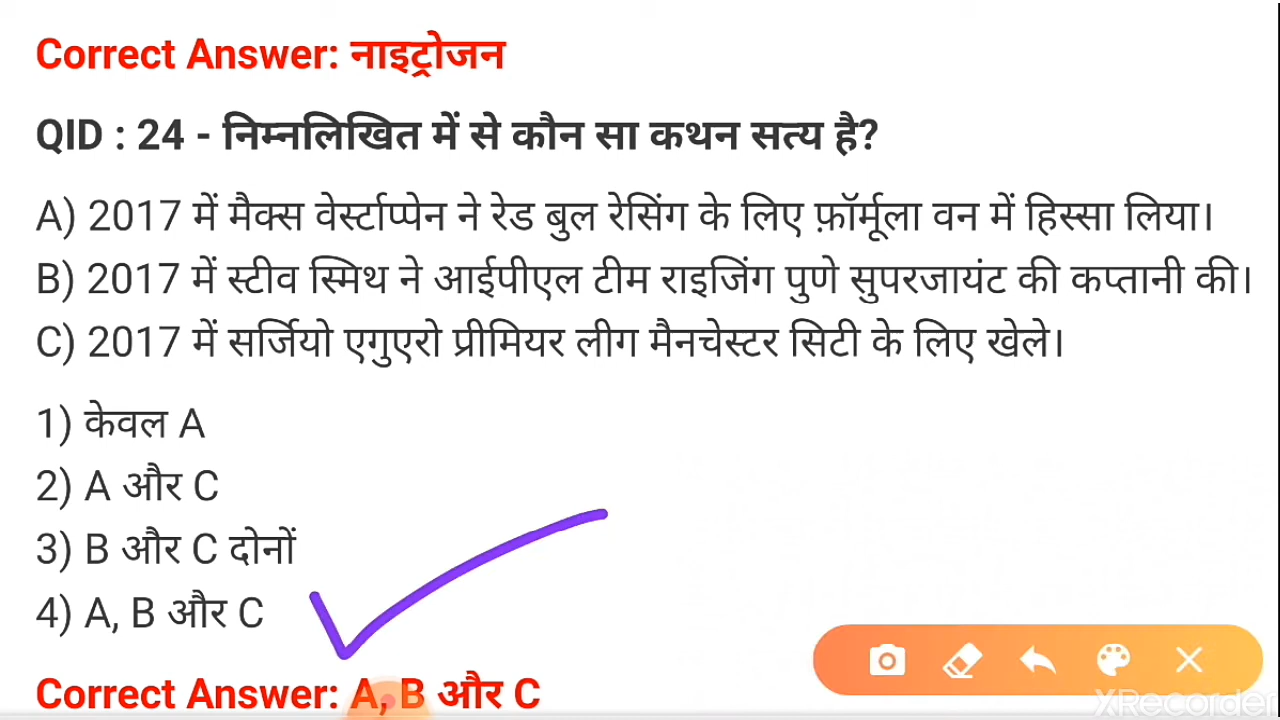 Correct Answer: नाइट्रोजन
QID : 24 - निम्नलिखित में से कौन सा कथन सत्य है?
A) 2017 में मैक्स वेर्स्टाप्पेन ने रेड बुल रेसिंग के लिए फ़ॉर्मूला वन में हिस्सा लिया।
B) 2017 में स्टीव स्मिथ ने आईपीएल टीम राइजिंग पुणे सुपरजायंट की कप्तानी की।
C) 2017 में सर्जियो एगुएरो प्रीमियर लीग मैनचेस्टर सिटी के लिए खेले।
1) केवल A
2) A और C
3) B और C दोनों
4) A, B और C
Correct Answer: A, B और C
XRecorder